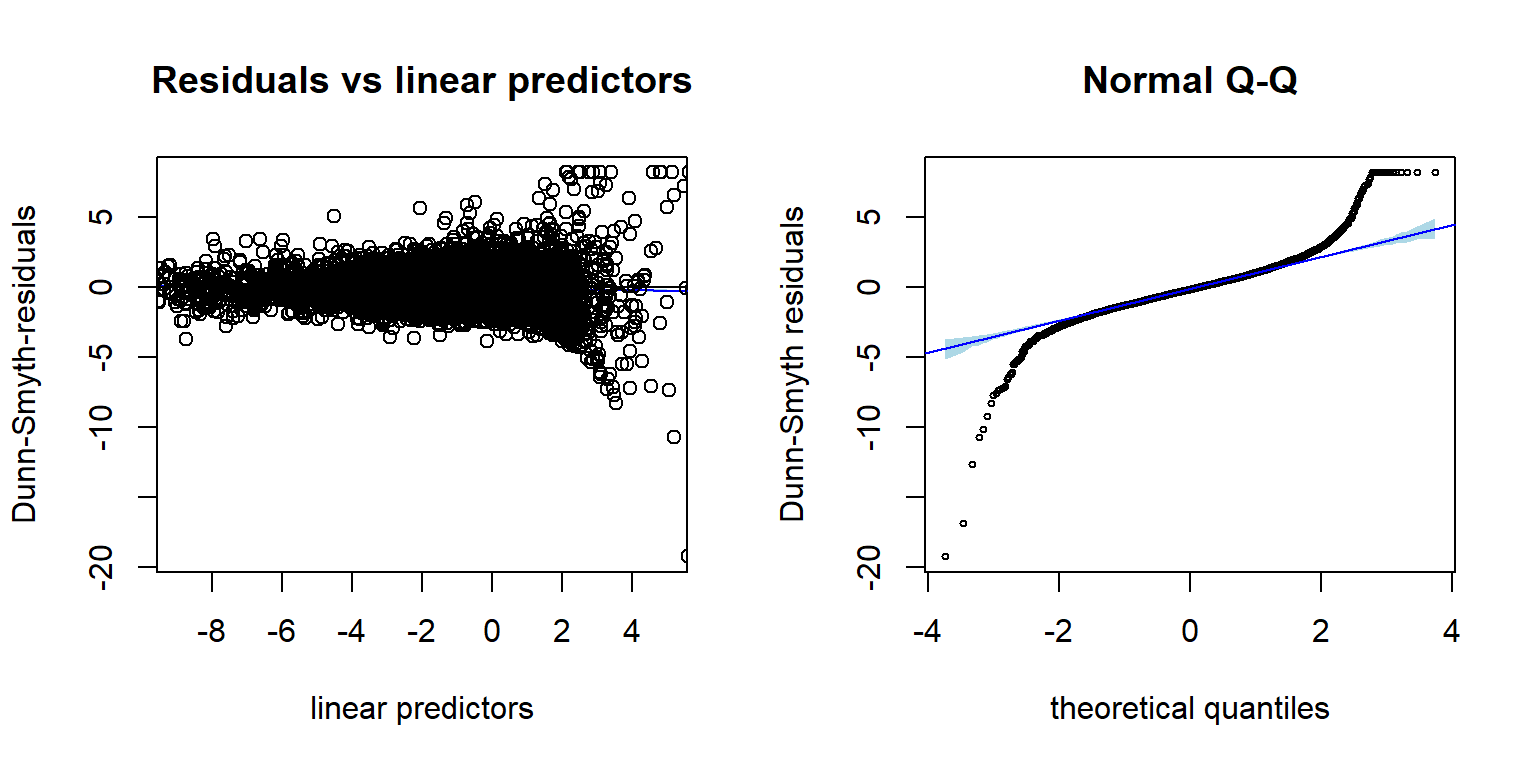 Residuals vs linear predictors
Dunn-Smyth-residuals
5
0
-5
-10
-20
-8 -6 -4 -2 0 2 4
linear predictors
Normal Q-Q
Dunn-Smyth residuals
5
0
-5
-10
-20
-4 -2 0 2 4
theoretical quantiles